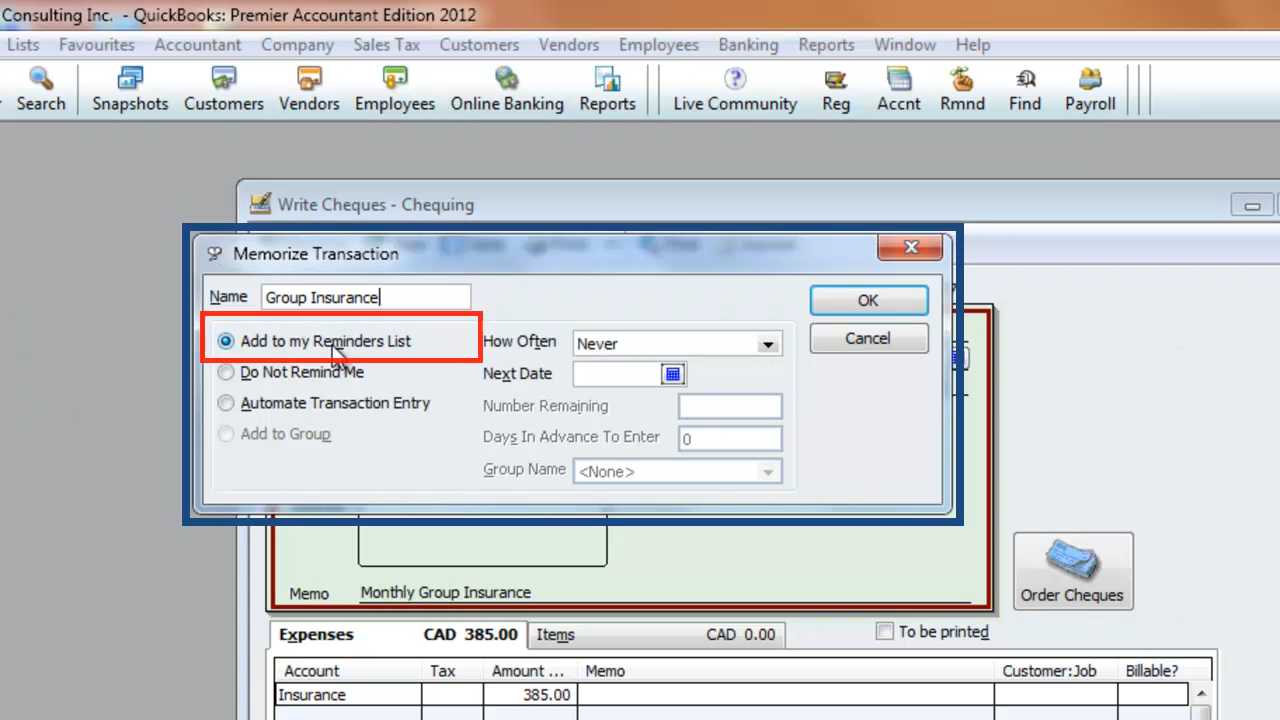 Consulting Inc. - QuickBooks: Premier Accountant Edition 2012
Lists Favourites Accountant Company Sales Tax Customers Vendors Employees Banking Reports Window Help
Search Snapshots Customers Vendors Employees Online Banking Reports Live Community Reg Accnt Rmnd Find Payroll
Write Cheques - Chequing
Memorize Transaction
Name Group Insurance OK
Add to my Reminders List How Often Never Cancel
Do Not Remind Me Next Date
Automate Transaction Entry Number Remaining
Add to Group Days In Advance To Enter 0
Group Name <None>
Memo Monthly Group Insurance Order Cheques
Expenses CAD 385.00 Items CAD 0.00 To be printed
Account Tax Amount ... Memo Customer:Job Billable?
Insurance 385.00